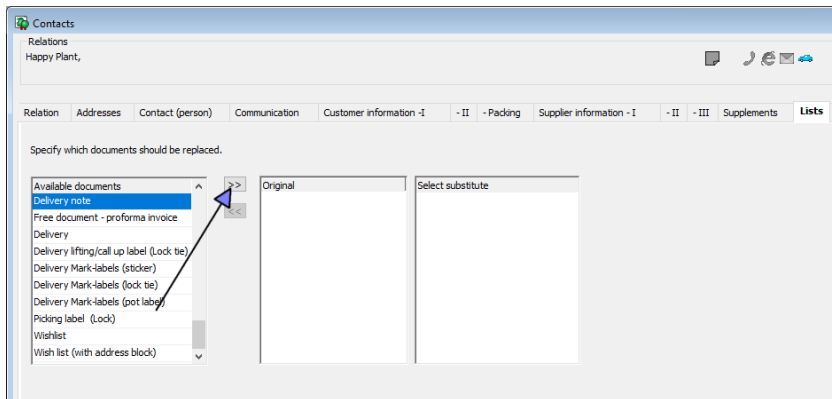 Contacts
Relations
Happy Plant,
Relation Addresses Contact (person) Communication Customer information -I - II - Packing Supplier information - I - II - III Supplements Lists
Specify which documents should be replaced.
Available documents >> Original Select substitute
Delivery note
<<
Free document - proforma invoice
Delivery
Delivery lifting/call up label (Lock tie)
Delivery Mark-labels (sticker)
Delivery Mark-labels (lock tie)
Delivery Mark-labels (pot label)
Picking label (Lock)
Wishlist
Wish list (with address block)